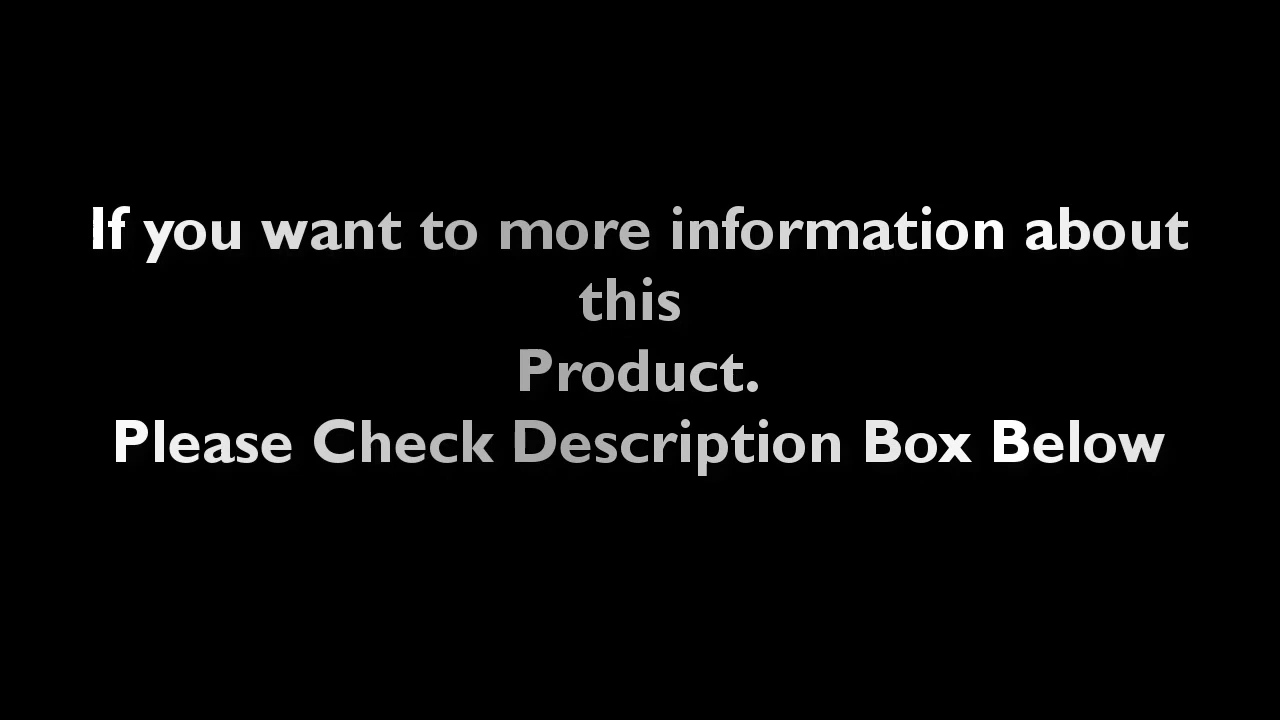 If you want to more information about
this
Product.
Please Check Description Box Below